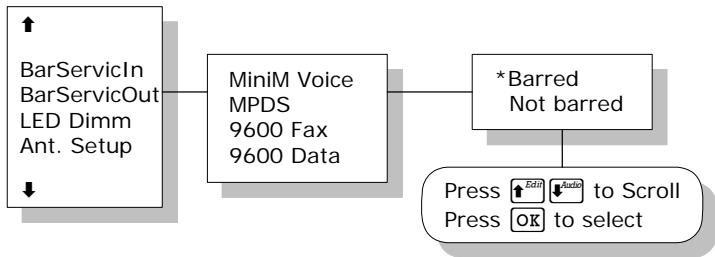 ⬆
BarServicIn
BarServicOut
LED Dimm
Ant. Setup
⬇
MiniM Voice
MPDS
9600 Fax
9600 Data
*Barred
Not barred
Press ⬆Edit ⬇Audio to Scroll
Press OK to select